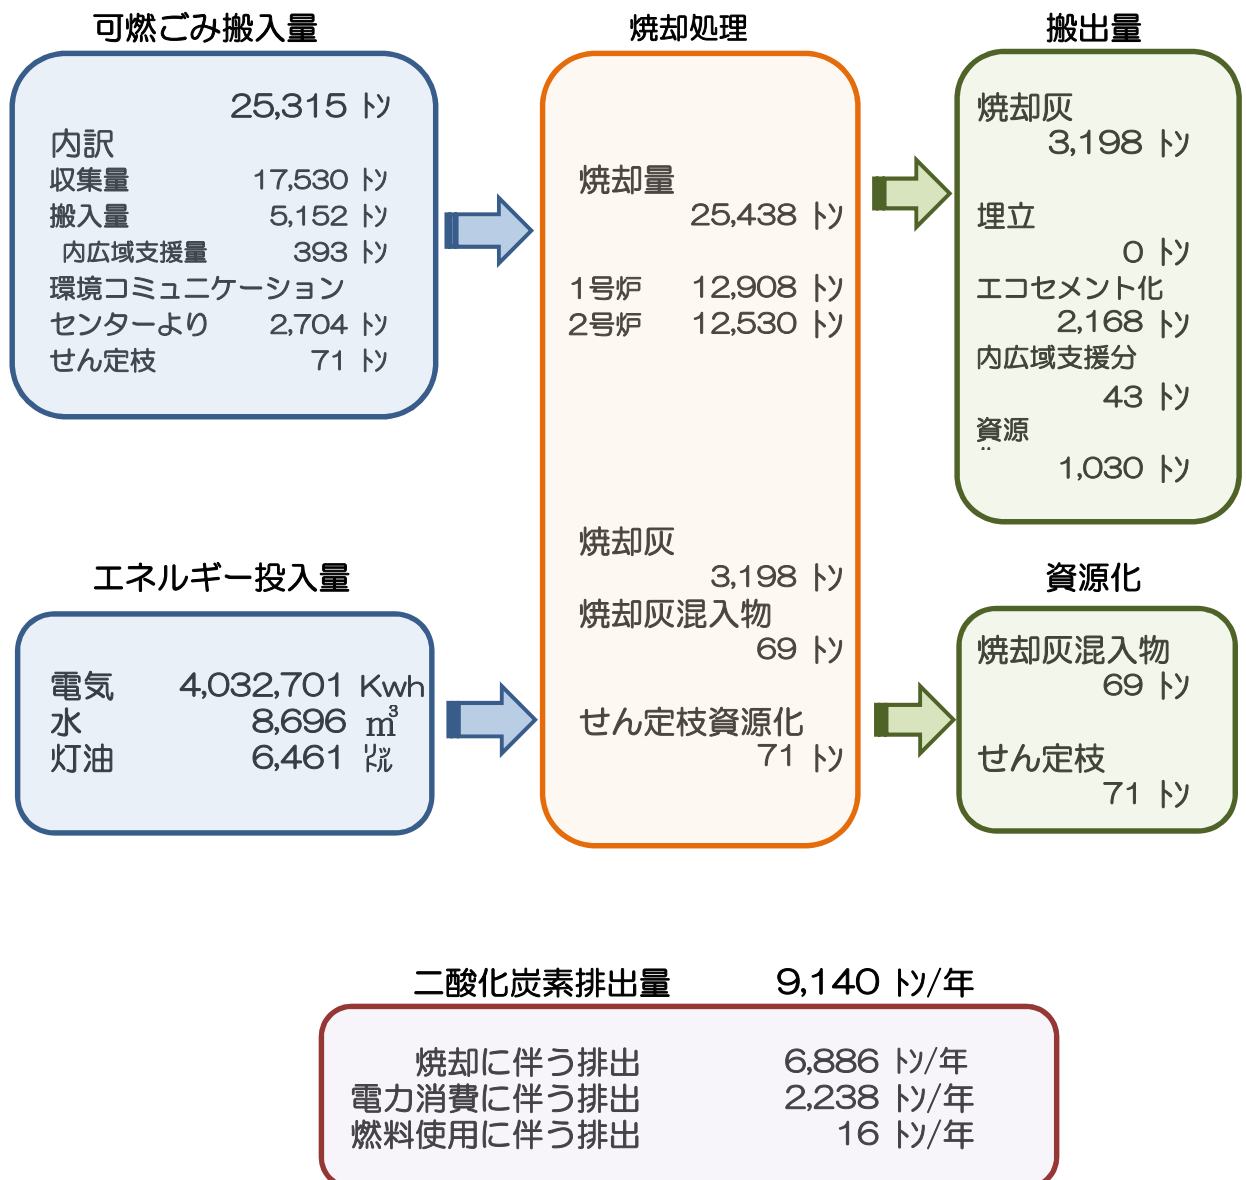 可燃ごみ搬入量
25,315 ﾄﾝ
内訳
収集量 17,530 ﾄﾝ
搬入量 5,152 ﾄﾝ
内広域支援量 393 ﾄﾝ
環境コミュニケーション
センターより 2,704 ﾄﾝ
せん定枝 71 ﾄﾝ
エネルギー投入量
電気 4,032,701 Kwh
水 8,696 ㎥
灯油 6,461 ㍑
焼却処理
焼却量
25,438 ﾄﾝ
1号炉 12,908 ﾄﾝ
2号炉 12,530 ﾄﾝ
焼却灰
3,198 ﾄﾝ
焼却灰混入物
69 ﾄﾝ
せん定枝資源化
71 ﾄﾝ
搬出量
焼却灰
3,198 ﾄﾝ
埋立
0 ﾄﾝ
エコセメント化
2,168 ﾄﾝ
内広域支援分
43 ﾄﾝ
資源
1,030 ﾄﾝ
資源化
焼却灰混入物
69 ﾄﾝ
せん定枝
71 ﾄﾝ
二酸化炭素排出量 9,140 ﾄﾝ/年
焼却に伴う排出 6,886 ﾄﾝ/年
電力消費に伴う排出 2,238 ﾄﾝ/年
燃料使用に伴う排出 16 ﾄﾝ/年